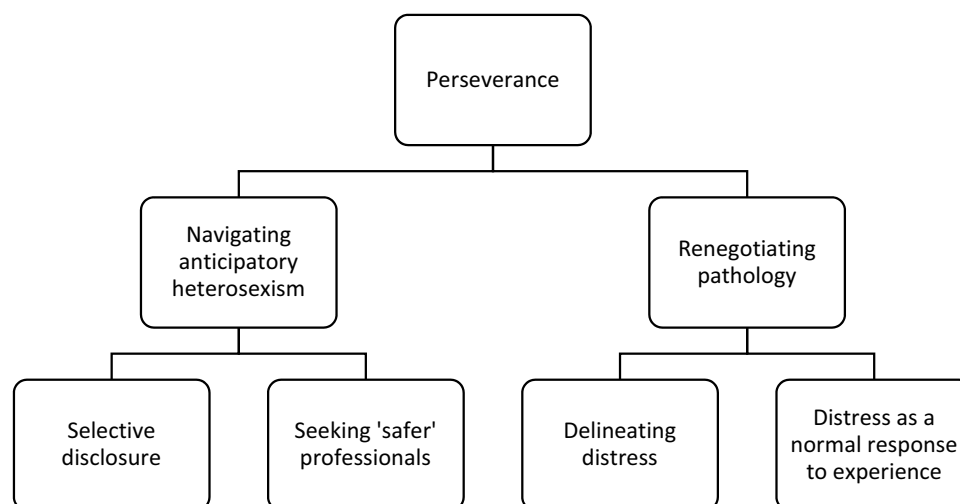 Perseverance
Navigating
anticipatory
heterosexism
Renegotiating
pathology
Selective
disclosure
Seeking 'safer'
professionals
Delineating
distress
Distress as a
normal response
to experience